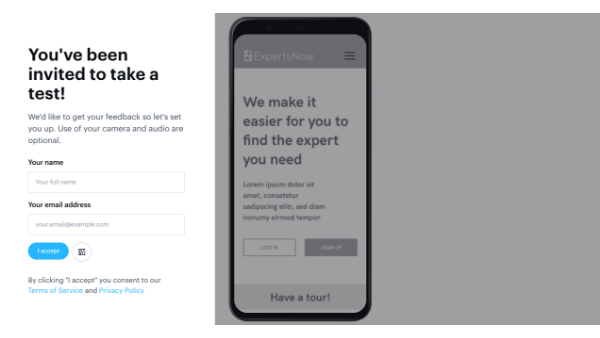 You've been
invited to take a
test!
We'd like to get your feedback so let's set
you up. Use of your camera and audio are
optional.
Your name
Your full name
Your email address
your.email@example.com
I accept
By clicking "I accept" you consent to our
Terms of Service and Privacy Policy
ExpertsNow
We make it
easier for you to
find the expert
you need
Lorem ipsum dolor sit
amet, consetetur
sadipscing elitr, sed diam
nonumy eirmod tempor.
LOG IN
SIGN UP
Have a tour!